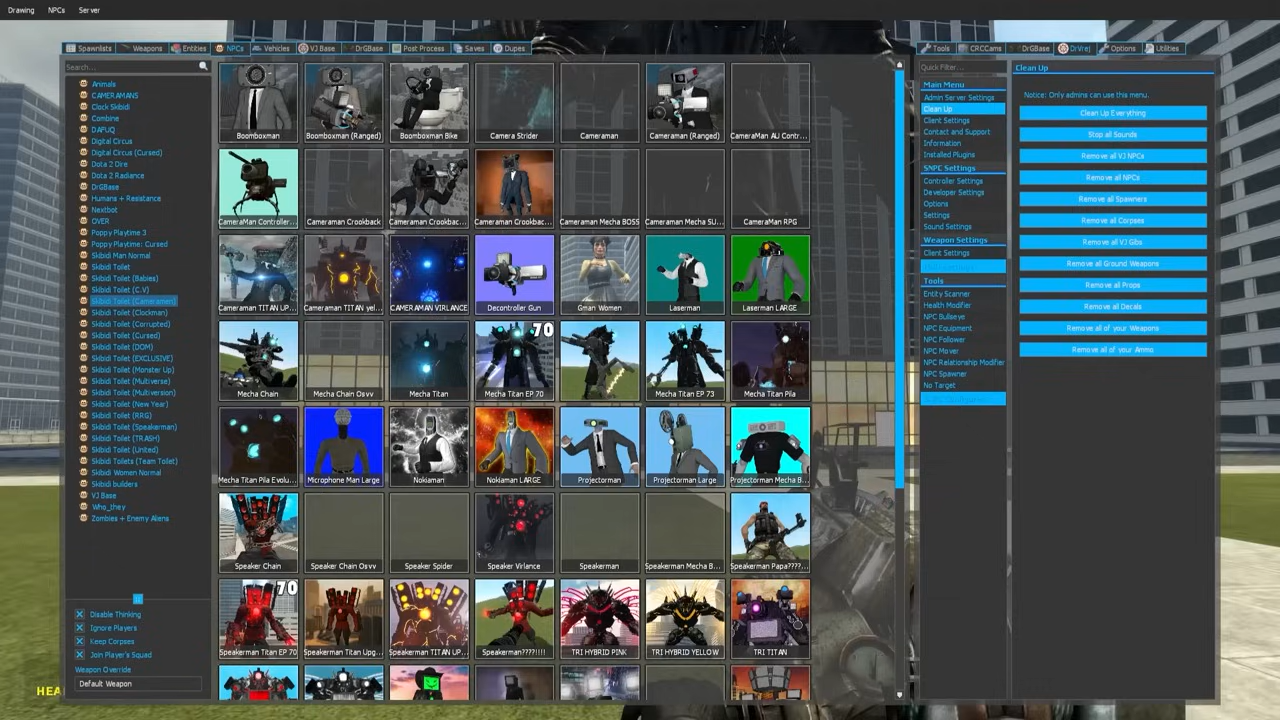 Drawing NPCs Server
Spawnlists Weapons Entities NPCs Vehicles VJ Base DrGBase Post Process Saves Dupes
Tools CRCCams DrGBase DrVrej Options Utilities
Search...
Animals
CAMERAMANS
Clock Skibidi
Combine
DAFUQ
Digital Circus
Digital Circus (Cursed)
Dota 2 Dire
Dota 2 Radiance
DrGBase
Humans + Resistance
Nextbot
OVER
Poppy Playtime 3
Poppy Playtime: Cursed
Skibidi Man Normal
Skibidi Toilet
Skibidi Toilet (Babies)
Skibidi Toilet (C.V)
Skibidi Toilet (Cameraman)
Skibidi Toilet (Clockman)
Skibidi Toilet (Corrupted)
Skibidi Toilet (Cursed)
Skibidi Toilet (DOM)
Skibidi Toilet (EXCLUSIVE)
Skibidi Toilet (Monster Up)
Skibidi Toilet (Multiverse)
Skibidi Toilet (Multiversion)
Skibidi Toilet (New Year)
Skibidi Toilet (RRG)
Skibidi Toilet (Speakerman)
Skibidi Toilet (TRASH)
Skibidi Toilet (United)
Skibidi Toilets (Team Toilet)
Skibidi Women Normal
Skibidi builders
VJ Base
Who_they
Zombies + Enemy Aliens
Disable Thinking
Ignore Players
Keep Corpses
Join Player's Squad
Weapon Override
Default Weapon
HEA
Boomboxman Boomboxman (Ranged) Boomboxman Bike Camera Strider Cameraman Cameraman (Ranged) CameraMan AU Contr...
CameraMan Controller... Cameraman Crookback Cameraman Crookbac... Cameraman Crookbac... Cameraman Mecha BOSS Cameraman Mecha SU... CameraMan RPG
Cameraman TITAN UP... Cameraman TITAN yel... CAMERAMAN VIRLANCE Decontroller Gun Gman Women Laserman Laserman LARGE
70
Mecha Chain Mecha Chain Osvv Mecha Titan Mecha Titan EP 70 Mecha Titan EP 73 Mecha Titan Pila
Mecha Titan Pila Evolu... Microphone Man Large Nokiaman Nokiaman LARGE Projectorman Projectorman Large Projectorman Mecha B...
Speaker Chain Speaker Chain Osvv Speaker Spider Speaker Virlance Speakerman Speakerman Mecha B... Speakerman Papa????...
70
Speakerman Titan EP 70 Speakerman Titan Upg... Speakerman TITAN UP... Speakerman????!!!! TRI HYBRID PINK TRI HYBRID YELLOW TRI TITAN
Quick Filter...
Main Menu
Admin Server Settings
Clean Up
Client Settings
Contact and Support
Information
Installed Plugins
SNPC Settings
Controller Settings
Developer Settings
Options
Settings
Sound Settings
Weapon Settings
Client Settings
Tools
Entity Scanner
Health Modifier
NPC Bullseye
NPC Equipment
NPC Follower
NPC Mover
NPC Relationship Modifier
NPC Spawner
No Target
Clean Up
Notice: Only admins can use this menu.
Clean Up Everything
Stop all Sounds
Remove all VJ NPCs
Remove all NPCs
Remove all Spawners
Remove all Corpses
Remove all VJ Gibs
Remove all Ground Weapons
Remove all Props
Remove all Decals
Remove all of your Weapons
Remove all of your Ammo